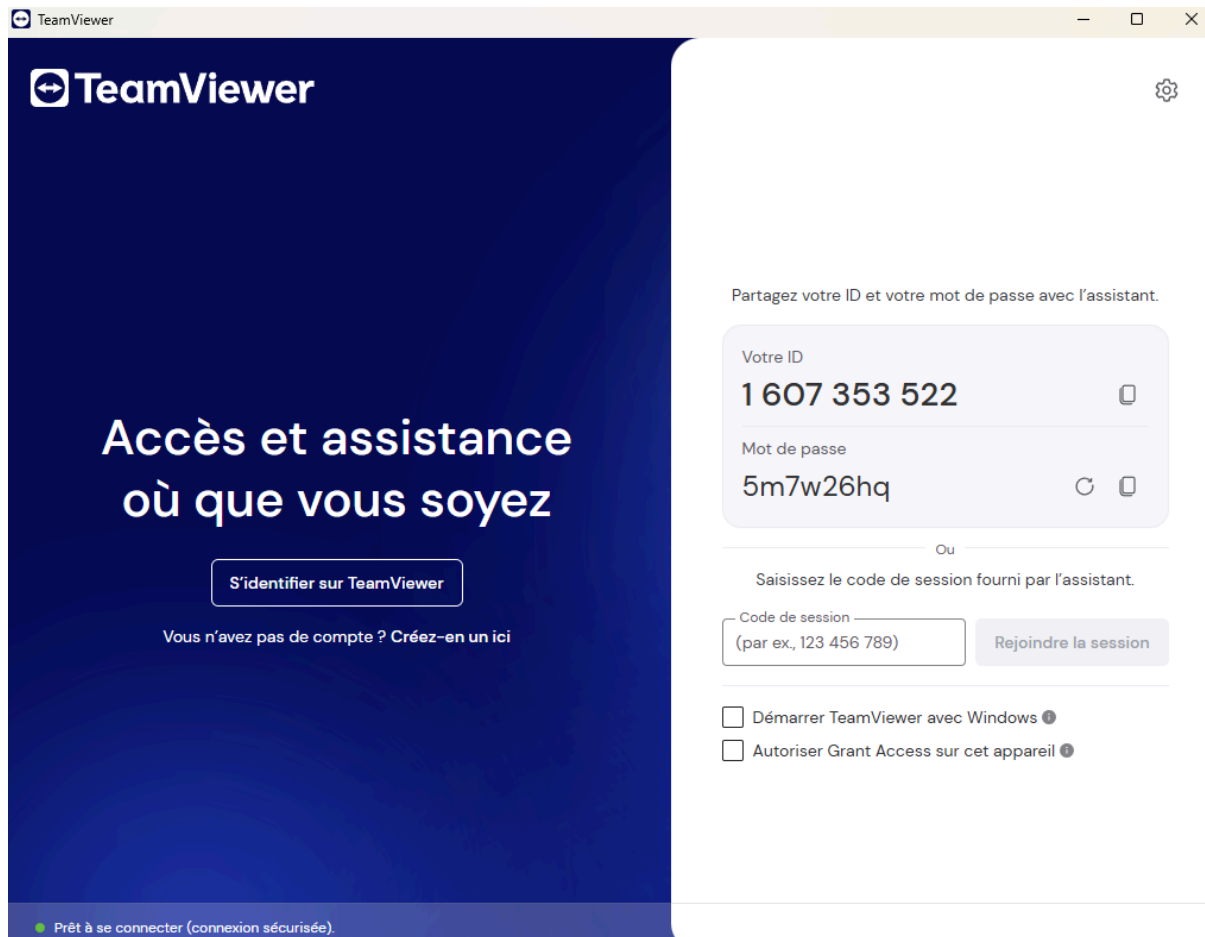 TeamViewer
TeamViewer
Accès et assistance
où que vous soyez
S'identifier sur TeamViewer
Vous n'avez pas de compte ? Créez-en un ici
Prêt à se connecter (connexion sécurisée).
Partagez votre ID et votre mot de passe avec l'assistant.
Votre ID
1 607 353 522
Mot de passe
5m7w26hq
Ou
Saisissez le code de session fourni par l'assistant.
Code de session
(par ex., 123 456 789)
Rejoindre la session
Démarrer TeamViewer avec Windows
Autoriser Grant Access sur cet appareil